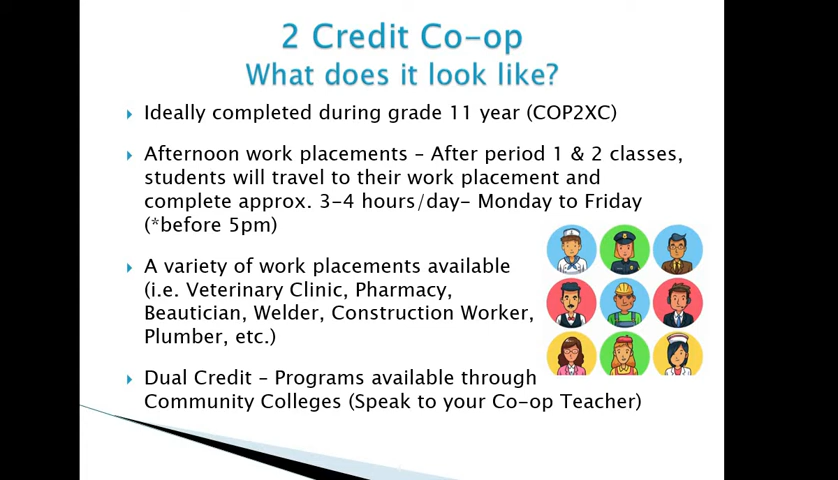 2 Credit Co-op
What does it look like?
Ideally completed during grade 11 year (COP2XC)
Afternoon work placements – After period 1 & 2 classes,
students will travel to their work placement and
complete approx. 3-4 hours/day- Monday to Friday
(*before 5pm)
A variety of work placements available
(i.e. Veterinary Clinic, Pharmacy,
Beautician, Welder, Construction Worker,
Plumber, etc.)
Dual Credit – Programs available through
Community Colleges (Speak to your Co-op Teacher)